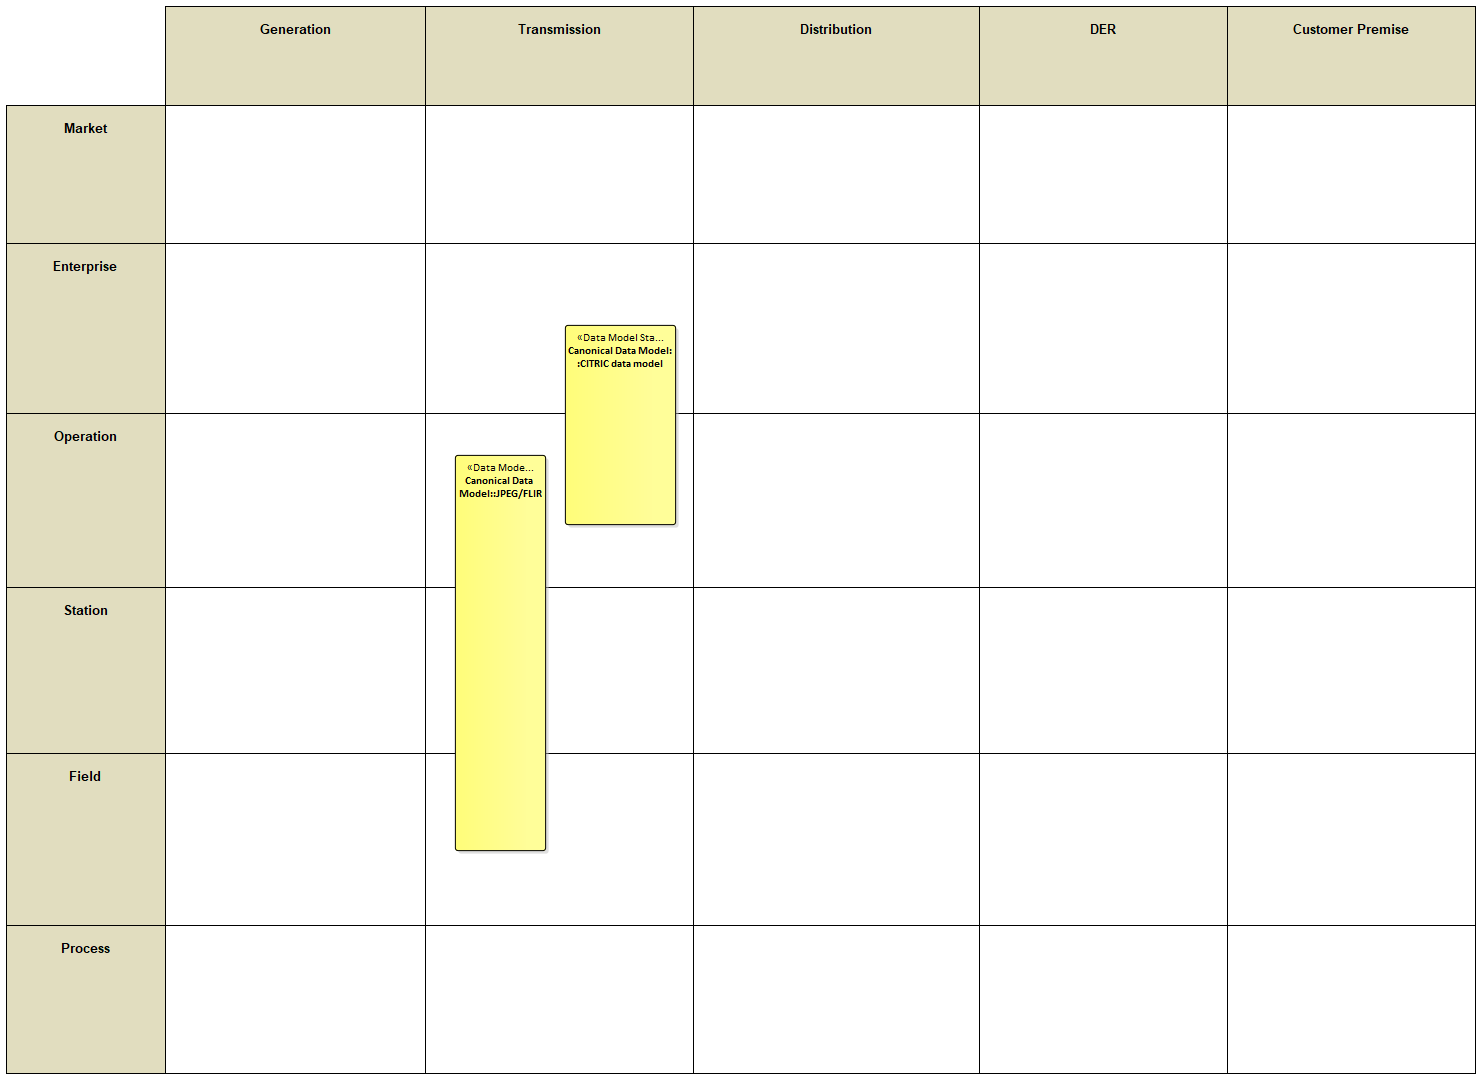 Generation
Transmission
Distribution
DER
Customer Premise
Market
Enterprise
«Data Model Sta...
Canonical Data Model:
:CITRIC data model
Operation
«Data Mode...
Canonical Data
Model::JPEG/FLIR
Station
Field
Process